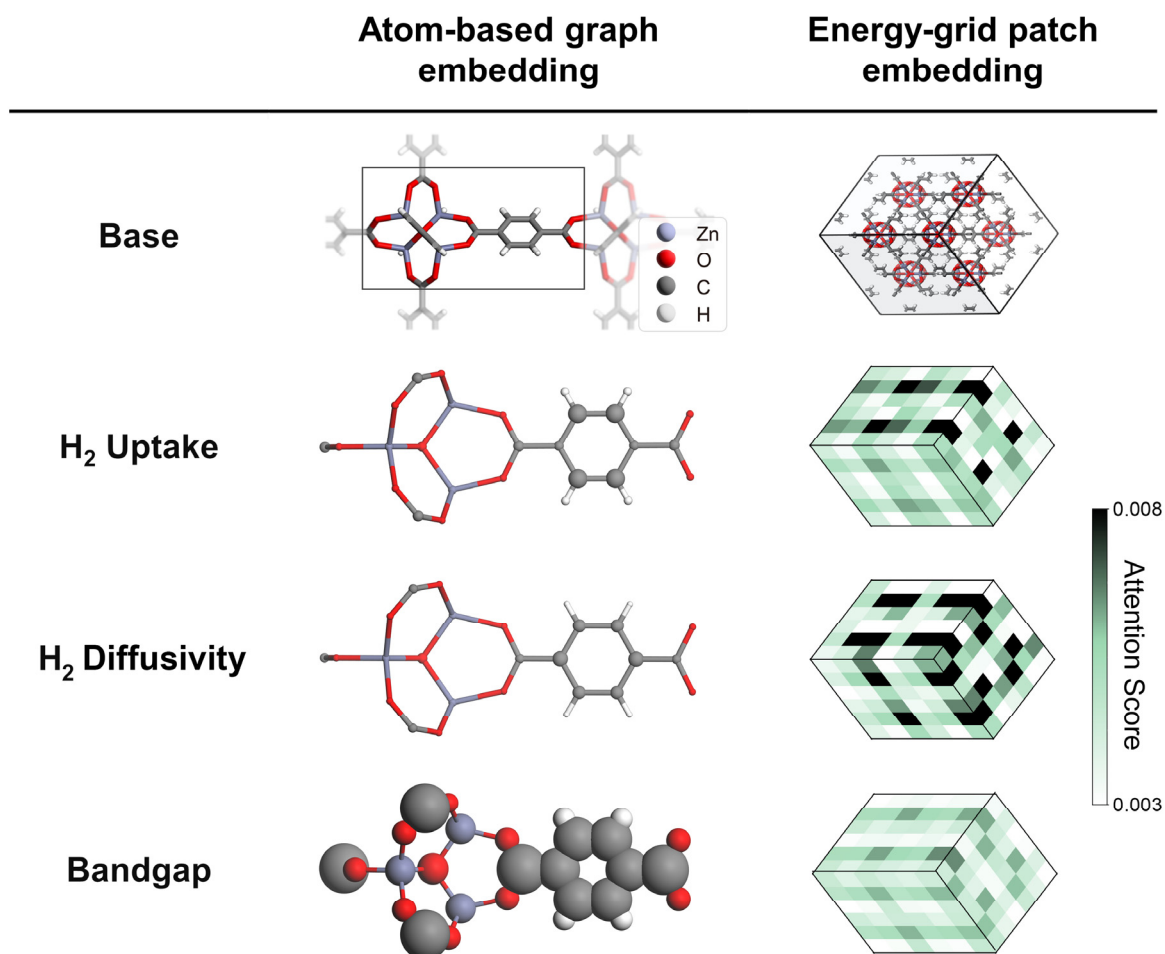 Atom-based graph
embedding
Energy-grid patch
embedding
Base
Zn
O
C
H
H₂ Uptake
H₂ Diffusivity
Bandgap
0.008
Attention Score
0.003